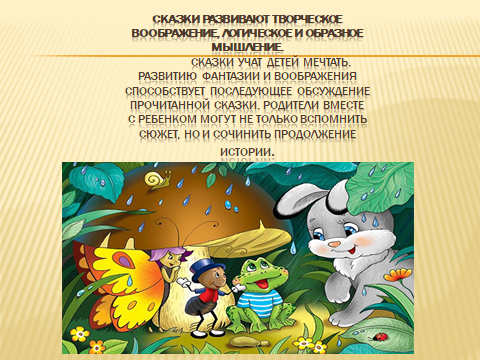 СКАЗКИ РАЗВИВАЮТ ТВОРЧЕСКОЕ
ВООБРАЖЕНИЕ, ЛОГИЧЕСКОЕ И ОБРАЗНОЕ
МЫШЛЕНИЕ.
СКАЗКИ УЧАТ ДЕТЕЙ МЕЧТАТЬ.
РАЗВИТИЮ ФАНТАЗИИ И ВООБРАЖЕНИЯ
СПОСОБСТВУЕТ ПОСЛЕДУЮЩЕЕ ОБСУЖДЕНИЕ
ПРОЧИТАННОЙ СКАЗКИ. РОДИТЕЛИ ВМЕСТЕ
С РЕБЕНКОМ МОГУТ НЕ ТОЛЬКО ВСПОМНИТЬ
СЮЖЕТ, НО И СОЧИНИТЬ ПРОДОЛЖЕНИЕ
ИСТОРИИ.